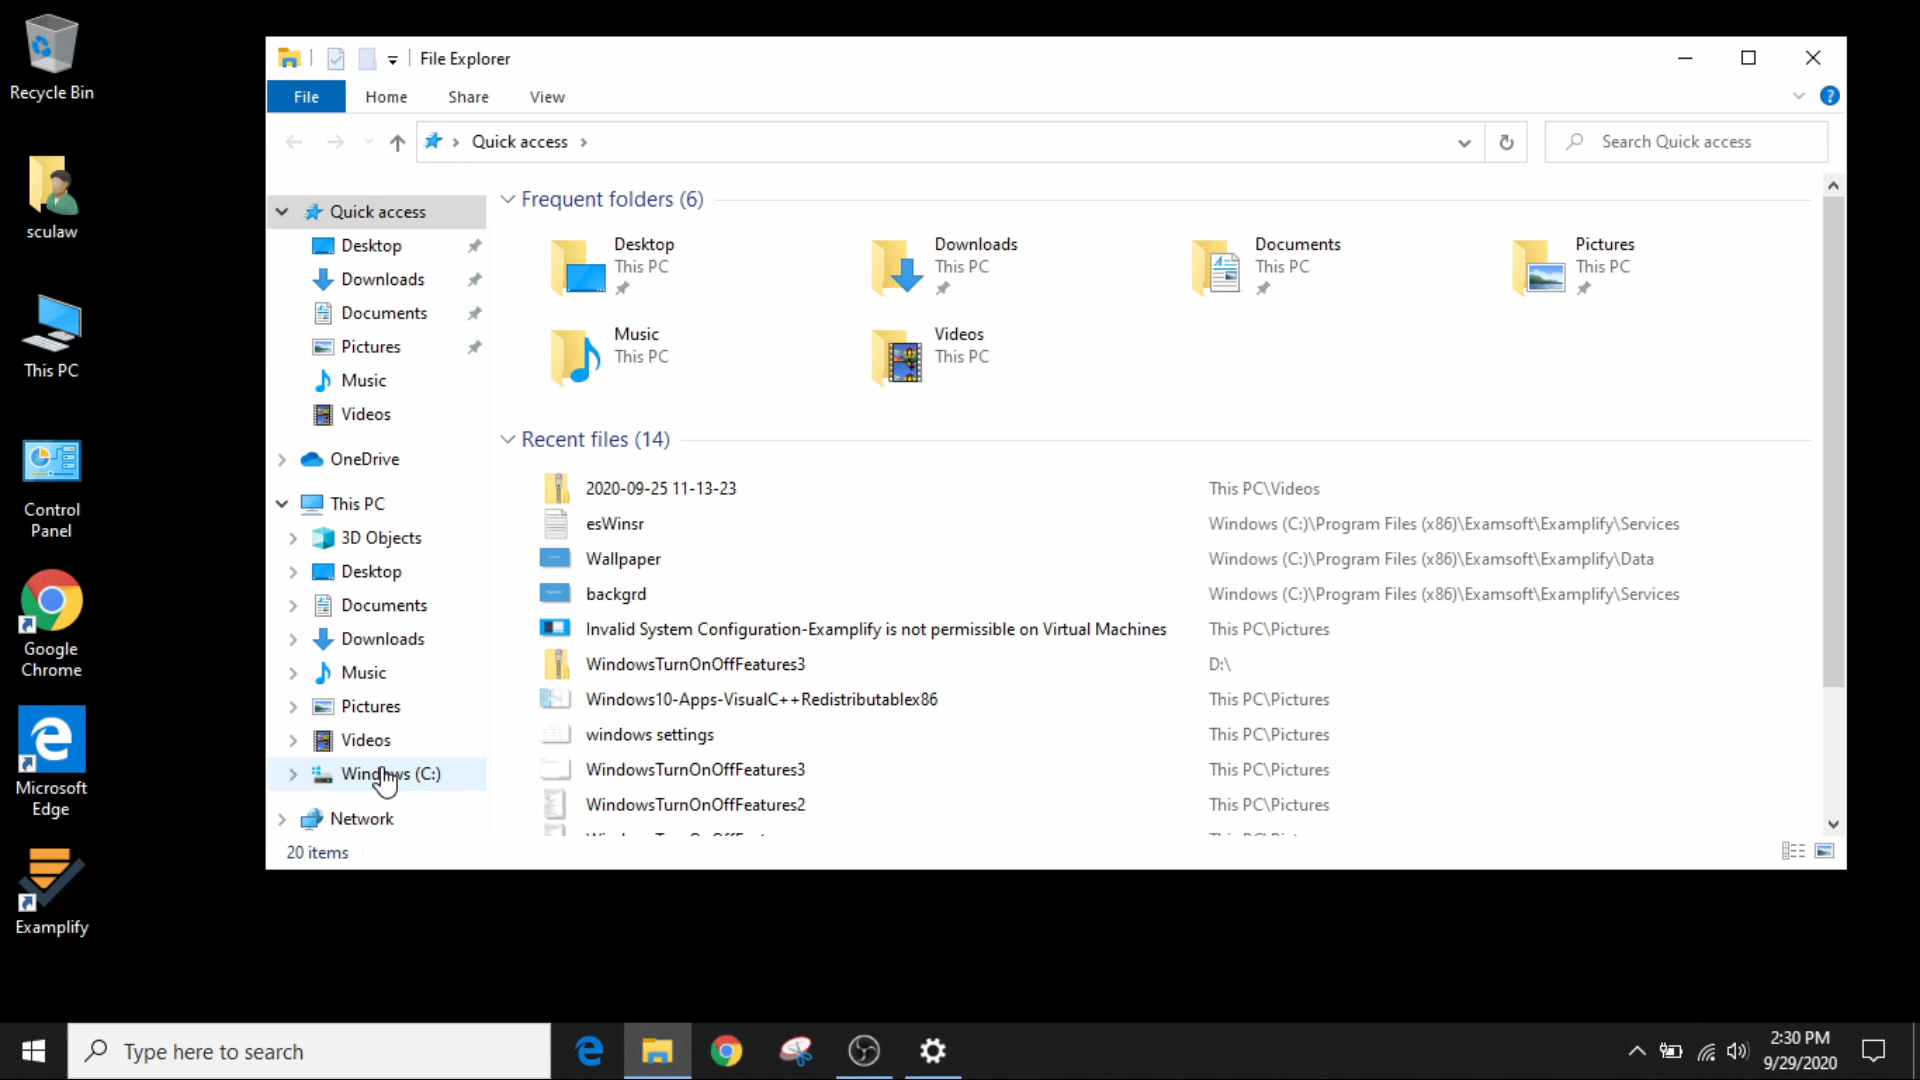 Recycle Bin
sculaw
This PC
Control
Panel
Google
Chrome
Microsoft
Edge
Examplify
File Explorer
File
Home
Share
View
Quick access
Search Quick access
Quick access
Desktop
Downloads
Documents
Pictures
Music
Videos
OneDrive
This PC
3D Objects
Desktop
Documents
Downloads
Music
Pictures
Videos
Windows (C:)
Network
Frequent folders (6)
Desktop
This PC
Downloads
This PC
Documents
This PC
Pictures
This PC
Music
This PC
Videos
This PC
Recent files (14)
2020-09-25 11-13-23 This PC\Videos
esWinsr Windows (C:)\Program Files (x86)\Examsoft\Examplify\Services
Wallpaper Windows (C:)\Program Files (x86)\Examsoft\Examplify\Data
backgrd Windows (C:)\Program Files (x86)\Examsoft\Examplify\Services
Invalid System Configuration-Examplify is not permissible on Virtual Machines This PC\Pictures
WindowsTurnOnOffFeatures3 D:\
Windows10-Apps-VisualC++Redistributablex86 This PC\Pictures
windows settings This PC\Pictures
WindowsTurnOnOffFeatures3 This PC\Pictures
WindowsTurnOnOffFeatures2 This PC\Pictures
20 items
Type here to search
2:30 PM
9/29/2020